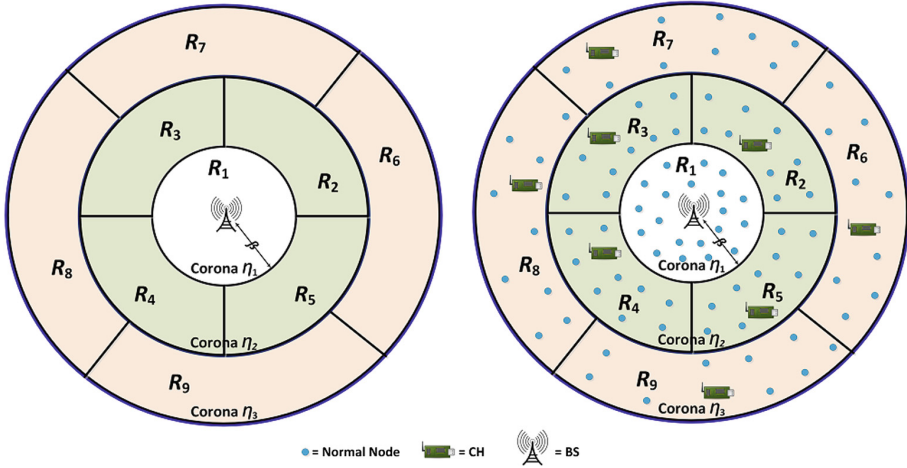 R7
R3
R1
R2
R6
β
Corona η1
R8
R4
R5
Corona η2
R9
Corona η3
R7
R3
R1
R2
R6
β
Corona η1
R8
R4
R5
Corona η2
R9
Corona η3
= Normal Node = CH = BS